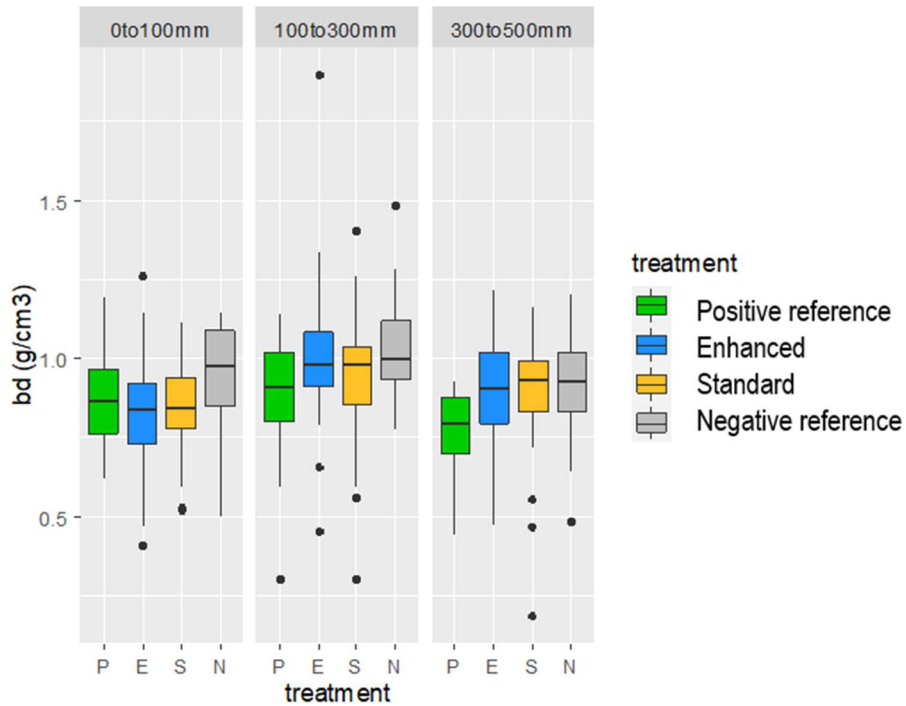 0to100mm 100to300mm 300to500mm
bd (g/cm3)
1.5
1.0
0.5
P E S N P E S N P E S N
treatment
treatment
Positive reference
Enhanced
Standard
Negative reference